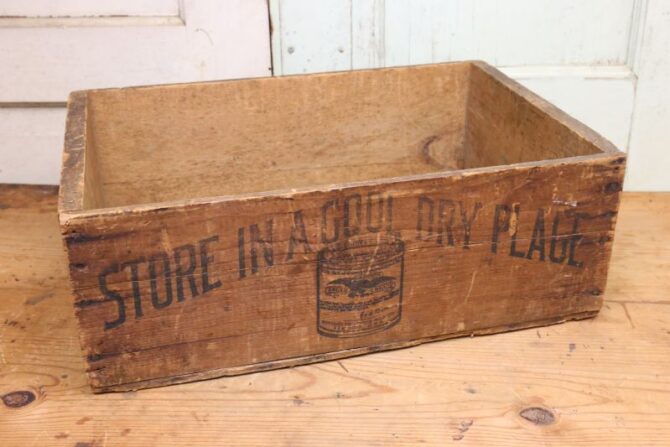 STORE IN A COOL DRY PLACE